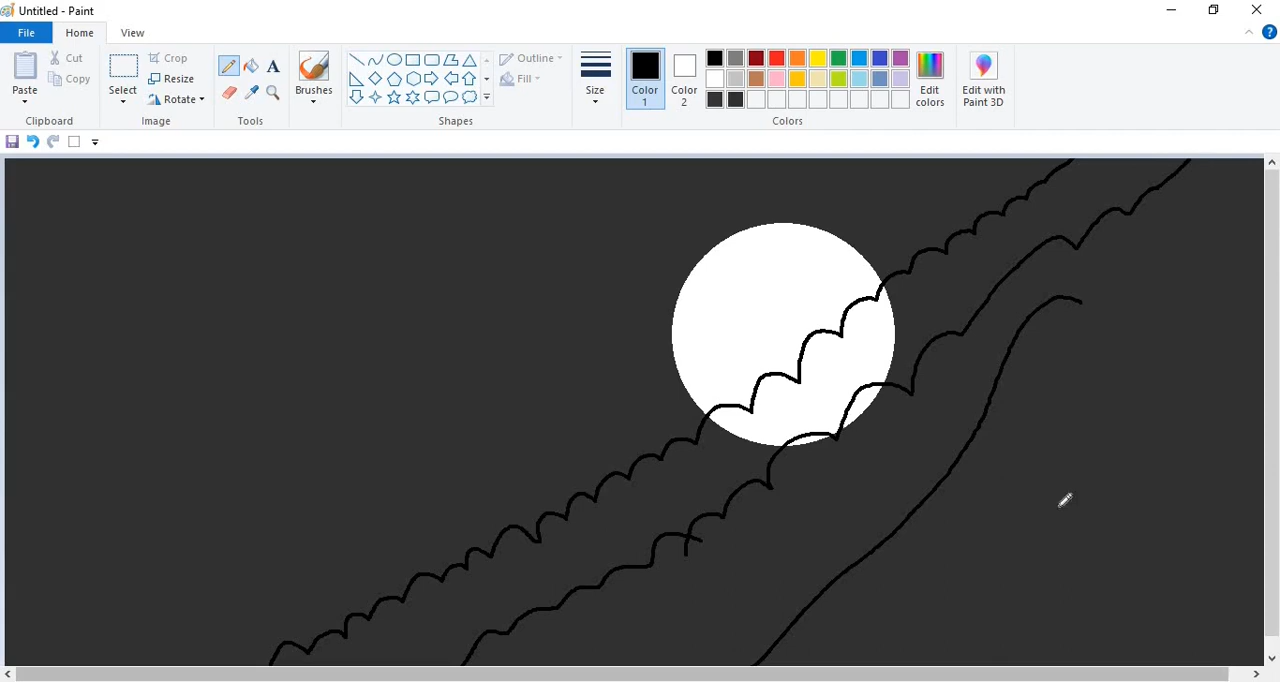 Untitled - Paint
File Home View
Paste Cut Copy Clipboard
Select Crop Resize Rotate Image
A Tools
Brushes
Outline Fill Shapes
Size
Color 1 Color 2 Colors
Edit colors
Edit with Paint 3D